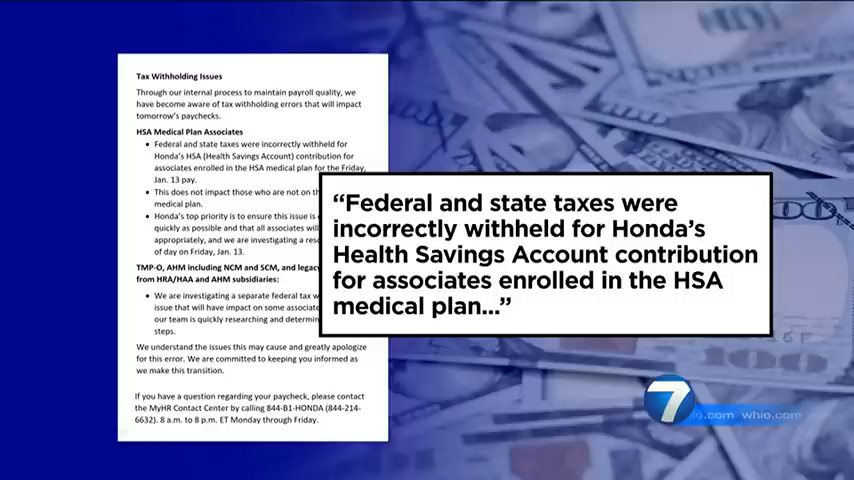 Tax Withholding Issues
Through our internal process to maintain payroll quality, we
have become aware of tax withholding errors that will impact
tomorrow's paychecks.
HSA Medical Plan Associates
• Federal and state taxes were incorrectly withheld for
Honda's HSA (Health Savings Account) contribution for
associates enrolled in the HSA medical plan for the Friday,
Jan. 13 pay.
• This does not impact those who are not on th
medical plan.
• Honda's top priority is to ensure this issue is
quickly as possible and that all associates will
appropriately, and we are investigating a
of day on Friday, Jan. 13.
TMP-O, AHM including NCM and SCM, and legacy
from HRA/HAA and AHM subsidiaries:
• We are investigating a separate federal tax w
issue that will have impact on some associate
our team is quickly researching and determin
steps.
We understand the issues this may cause and greatly apologize
for this error. We are committed to keeping you informed as
we make this transition.
If you have a question regarding your paycheck, please contact
the MyHR Contact Center by calling 844-B1-HONDA (844-214-
6632). 8 a.m. to 8 p.m. ET Monday through Friday.
“Federal and state taxes were
incorrectly withheld for Honda’s
Health Savings Account contribution
for associates enrolled in the HSA
medical plan...”
7
io.com whio.com
100